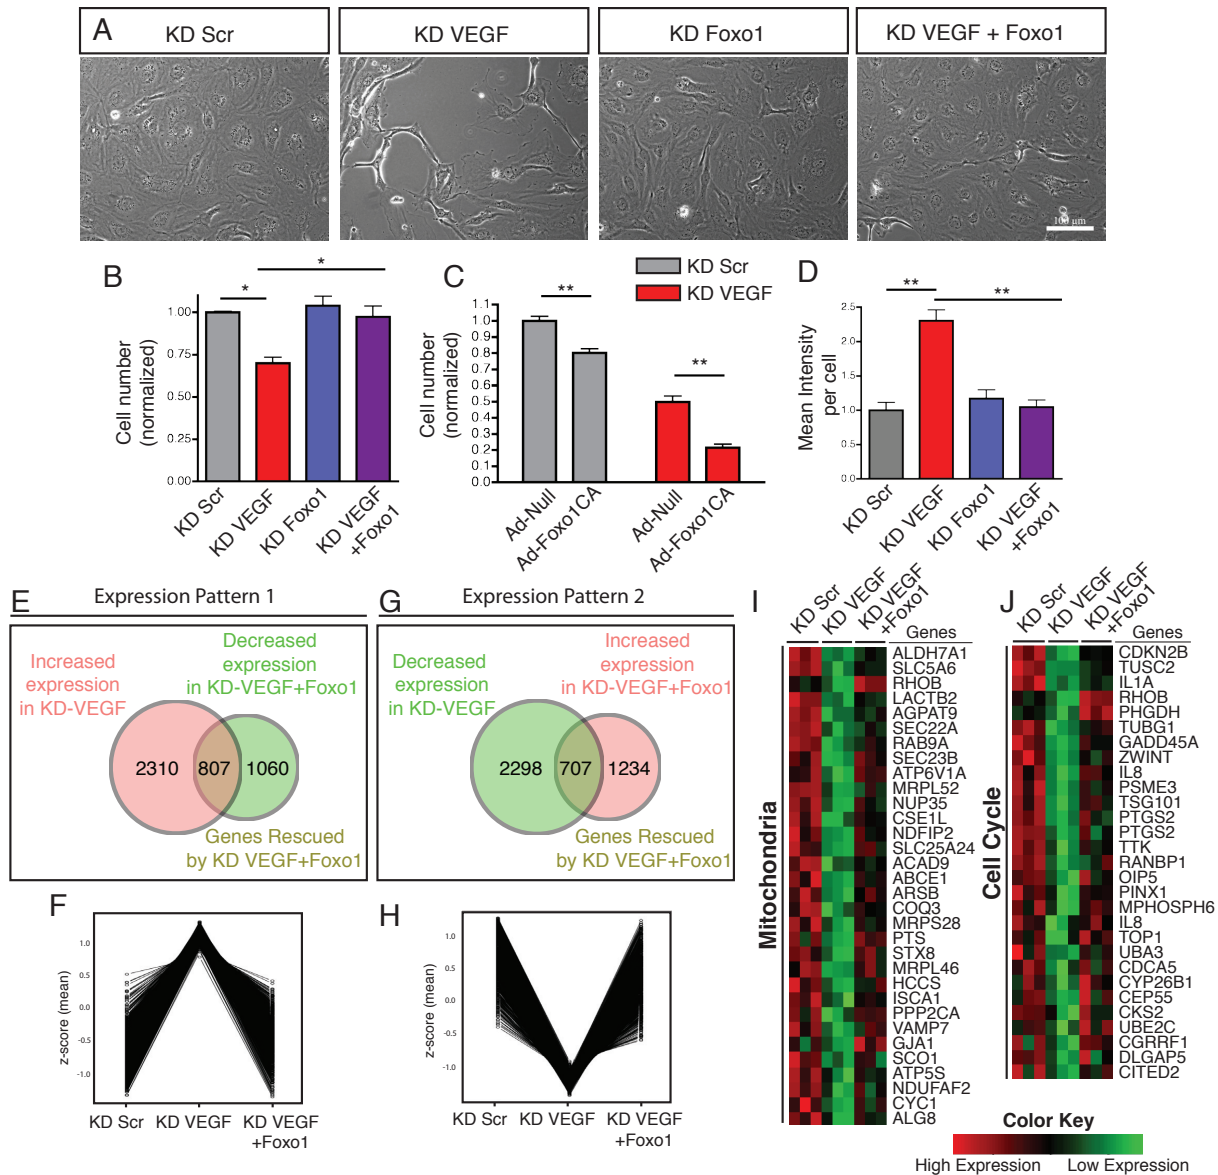 A
KD Scr
KD VEGF
KD Foxo1
KD VEGF + Foxo1
100 µm
B
*
*
Cell number
(normalized)
1.00
0.75
0.50
0.25
0.00
KD Scr
KD VEGF
KD Foxo1
KD VEGF
+Foxo1
C
KD Scr
KD VEGF
**
**
Cell number
(normalized)
1.1
1.0
0.9
0.8
0.7
0.6
0.5
0.4
0.3
0.2
0.1
0.0
Ad-Null
Ad-Foxo1CA
Ad-Null
Ad-Foxo1CA
D
**
**
Mean Intensity
per cell
2.5
2.0
1.5
1.0
0.5
0.0
KD Scr
KD VEGF
KD Foxo1
KD VEGF
+Foxo1
E
Expression Pattern 1
Increased
expression
in KD-VEGF
Decreased
expression
in KD-VEGF+Foxo1
2310
807
1060
Genes Rescued
by KD VEGF+Foxo1
G
Expression Pattern 2
Decreased
expression
in KD-VEGF
Increased
expression
in KD-VEGF+Foxo1
2298
707
1234
Genes Rescued
by KD VEGF+Foxo1
F
z-score (mean)
1.0
0.5
0.0
-0.5
-1.0
KD Scr
KD VEGF
KD VEGF
+Foxo1
H
z-score (mean)
1.0
0.5
0.0
-0.5
-1.0
KD Scr
KD VEGF
KD VEGF
+Foxo1
I
KD Scr
KD VEGF
KD VEGF
+Foxo1
Genes
Mitochondria
ALDH7A1
SLC5A6
RHOB
LACTB2
AGPAT9
SEC22A
RAB9A
SEC23B
ATP6V1A
MRPL52
NUP35
CSE1L
NDFIP2
SLC25A24
ACAD9
ABCE1
ARSB
COQ3
MRPS28
PTS
STX8
MRPL46
HCCS
ISCA1
PPP2CA
VAMP7
GJA1
SCO1
ATP5S
NDUFAF2
CYC1
ALG8
J
KD Scr
KD VEGF
KD VEGF
+Foxo1
Genes
Cell Cycle
CDKN2B
TUSC2
IL1A
RHOB
PHGDH
TUBG1
GADD45A
ZWINT
IL8
PSME3
TSG101
PTGS2
PTGS2
TTK
RANBP1
OIP5
PINX1
MPHOSPH6
IL8
TOP1
UBA3
CDCA5
CYP26B1
CEP55
CKS2
UBE2C
CGRRF1
DLGAP5
CITED2
Color Key
High Expression
Low Expression